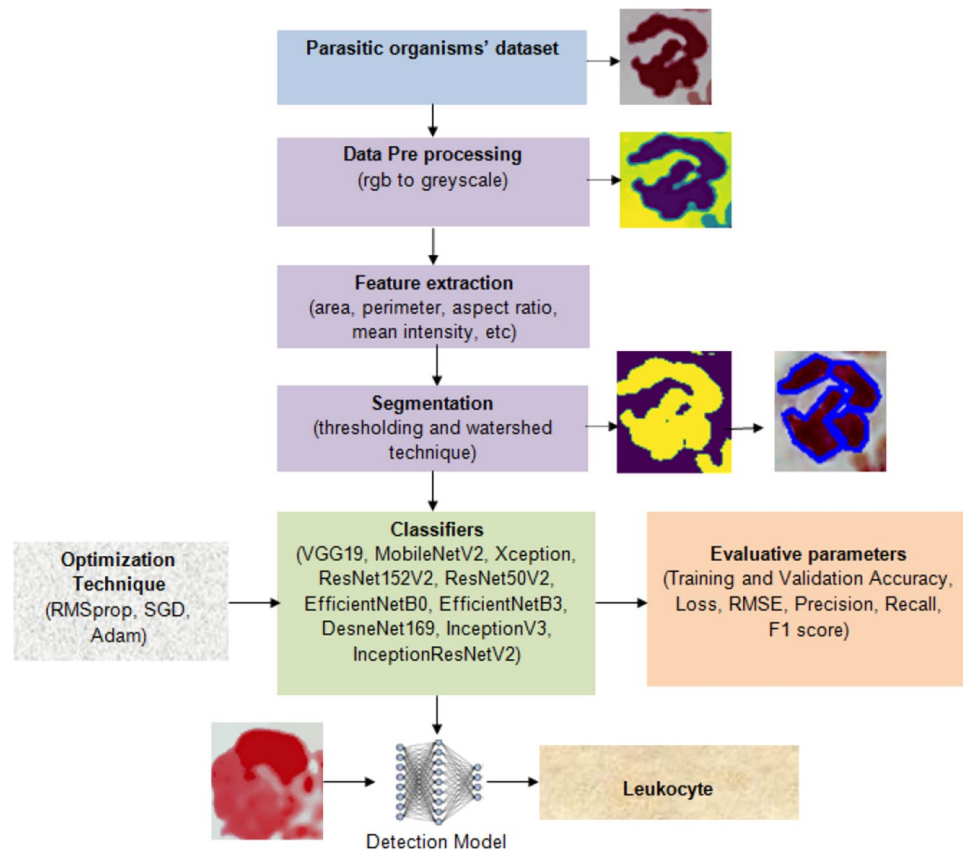 Parasitic organisms' dataset
Data Pre processing
(rgb to greyscale)
Feature extraction
(area, perimeter, aspect ratio,
mean intensity, etc)
Segmentation
(thresholding and watershed
technique)
Optimization
Technique
(RMSprop, SGD,
Adam)
Classifiers
(VGG19, MobileNetV2, Xception,
ResNet152V2, ResNet50V2,
EfficientNetB0, EfficientNetB3,
DesneNet169, InceptionV3,
InceptionResNetV2)
Evaluative parameters
(Training and Validation Accuracy,
Loss, RMSE, Precision, Recall,
F1 score)
Detection Model
Leukocyte